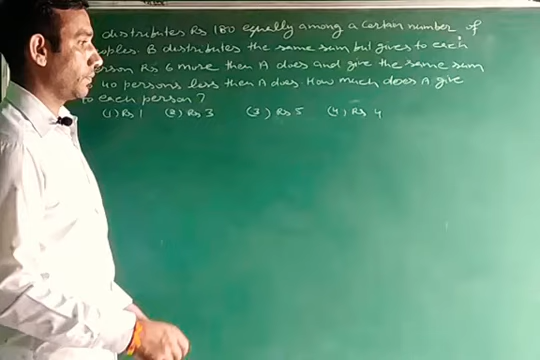 distributes Rs 180 equally among a certain number of
oples. B distributes the same sum but gives to each
erson Rs 6 more then A does and give the same sum
40 persons less then A does. How much does A give
to each person ?
(1) Rs 1 (2) Rs 3 (3) Rs 5 (4) Rs 4